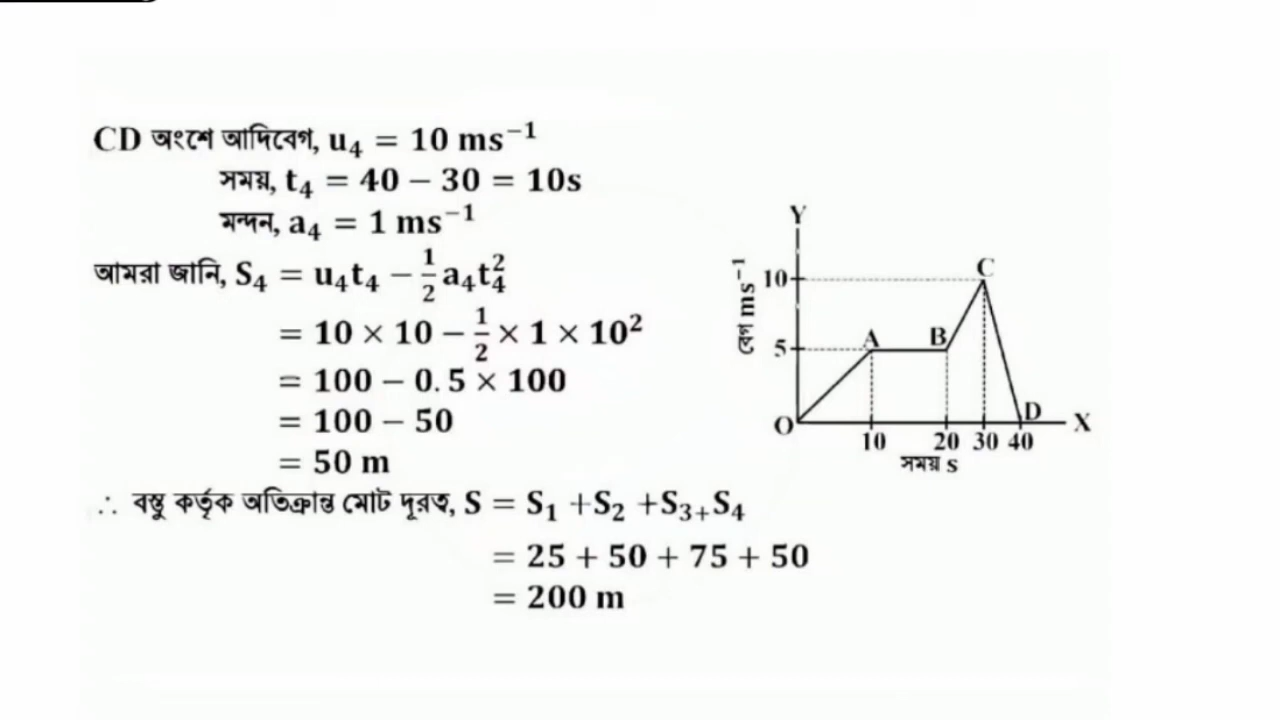 CD অংশে আদিবেগ, u₄ = 10 ms⁻¹
সময়, t₄ = 40 − 30 = 10s
মন্দন, a₄ = 1 ms⁻¹
আমরা জানি, S₄ = u₄t₄ − 1/2 a₄t₄²
= 10 × 10 − 1/2 × 1 × 10²
= 100 − 0.5 × 100
= 100 − 50
= 50 m
∴ বস্তু কর্তৃক অতিক্রান্ত মোট দূরত্ব, S = S₁ +S₂ +S₃₊S₄
= 25 + 50 + 75 + 50
= 200 m
Y
বেগ ms⁻¹
10
C
5
A
B
O
D
X
10 20 30 40
সময় s